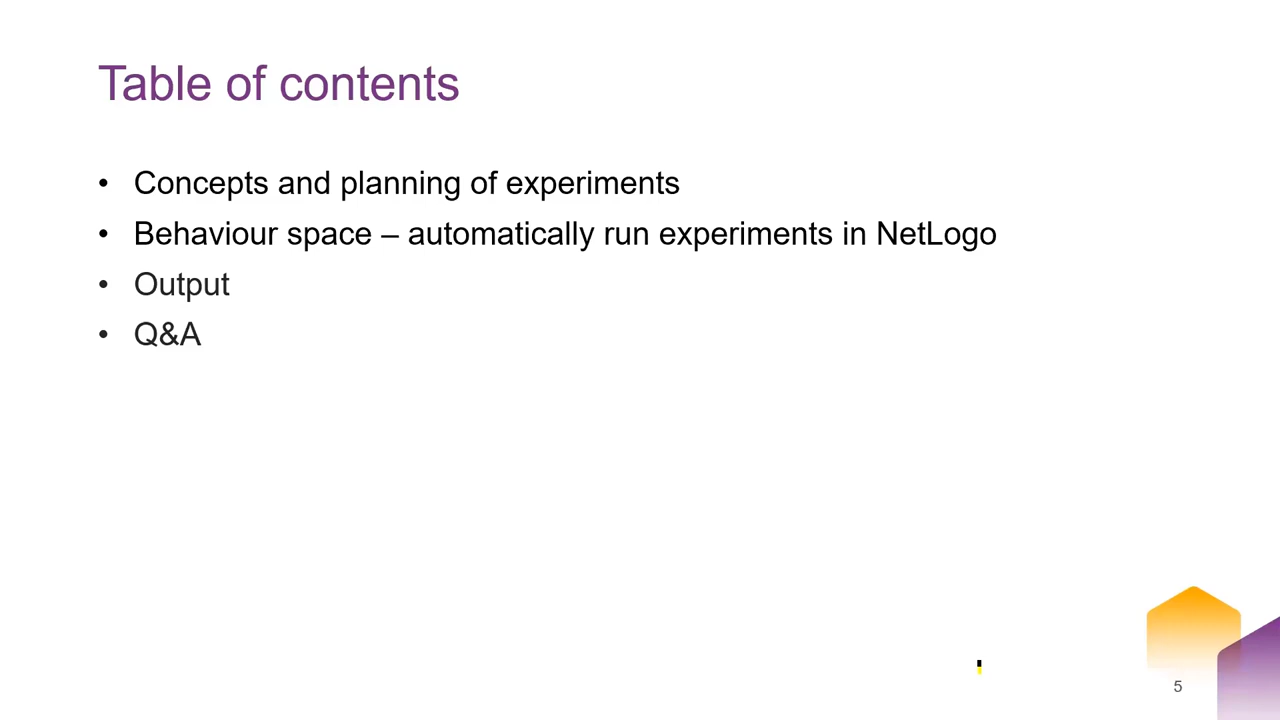 Table of contents
• Concepts and planning of experiments
• Behaviour space – automatically run experiments in NetLogo
• Output
• Q&A
5